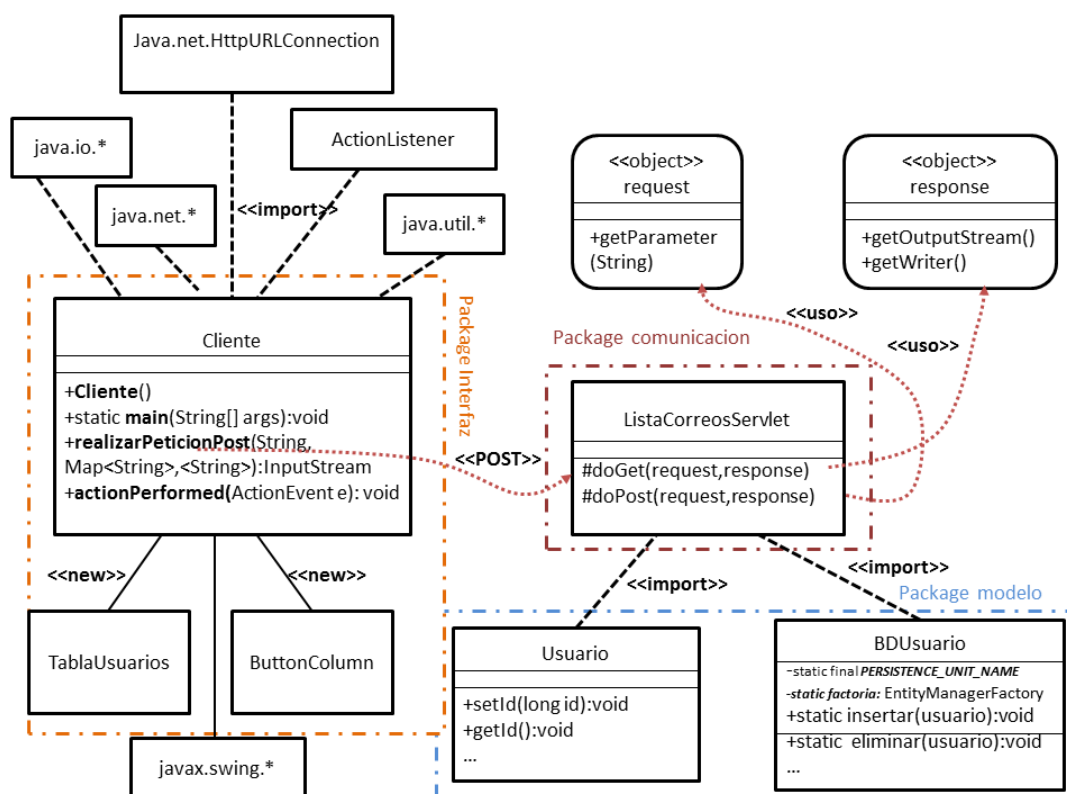 Java.net.HttpURLConnection
java.io.*
ActionListener
java.net.*
<<import>>
java.util.*
<<object>>
request
+getParameter
(String)
<<object>>
response
+getOutputStream()
+getWriter()
<<uso>>
<<uso>>
Package Interfaz
Cliente
+Cliente()
+static main(String[] args):void
+realizarPeticionPost(String,
Map<String>,<String>):InputStream
+actionPerformed(ActionEvent e): void
<<POST>>
Package comunicacion
ListaCorreosServlet
#doGet(request,response)
#doPost(request,response)
<<new>>
<<new>>
TablaUsuarios
ButtonColumn
javax.swing.*
<<import>>
<<import>>
Package modelo
Usuario
+setId(long id):void
+getId():void
...
BDUsuario
-static final PERSISTENCE_UNIT_NAME
-static factoria: EntityManagerFactory
+static insertar(usuario):void
+static eliminar(usuario):void
...